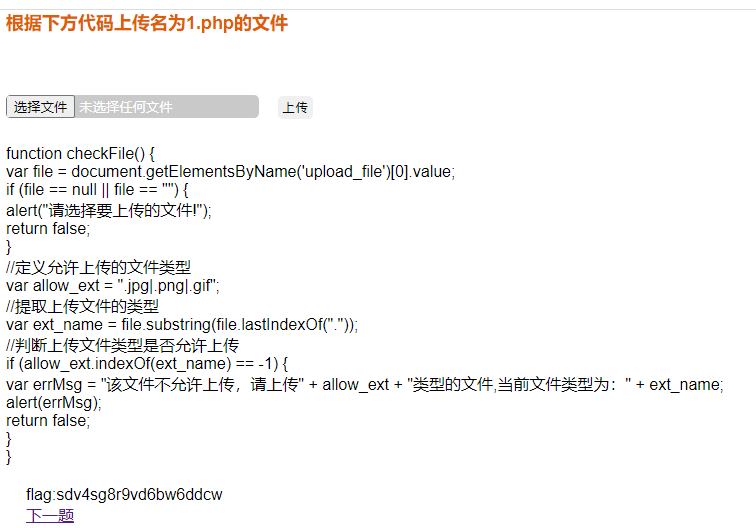 根据下方代码上传名为1.php的文件
选择文件 未选择任何文件 上传
function checkFile() {
var file = document.getElementsByName('upload_file')[0].value;
if (file == null || file == "") {
alert("请选择要上传的文件!");
return false;
}
//定义允许上传的文件类型
var allow_ext = ".jpg|.png|.gif";
//提取上传文件的类型
var ext_name = file.substring(file.lastIndexOf("."));
//判断上传文件类型是否允许上传
if (allow_ext.indexOf(ext_name) == -1) {
var errMsg = "该文件不允许上传，请上传" + allow_ext + "类型的文件,当前文件类型为：" + ext_name;
alert(errMsg);
return false;
}
}
flag:sdv4sg8r9vd6bw6ddcw
下一题